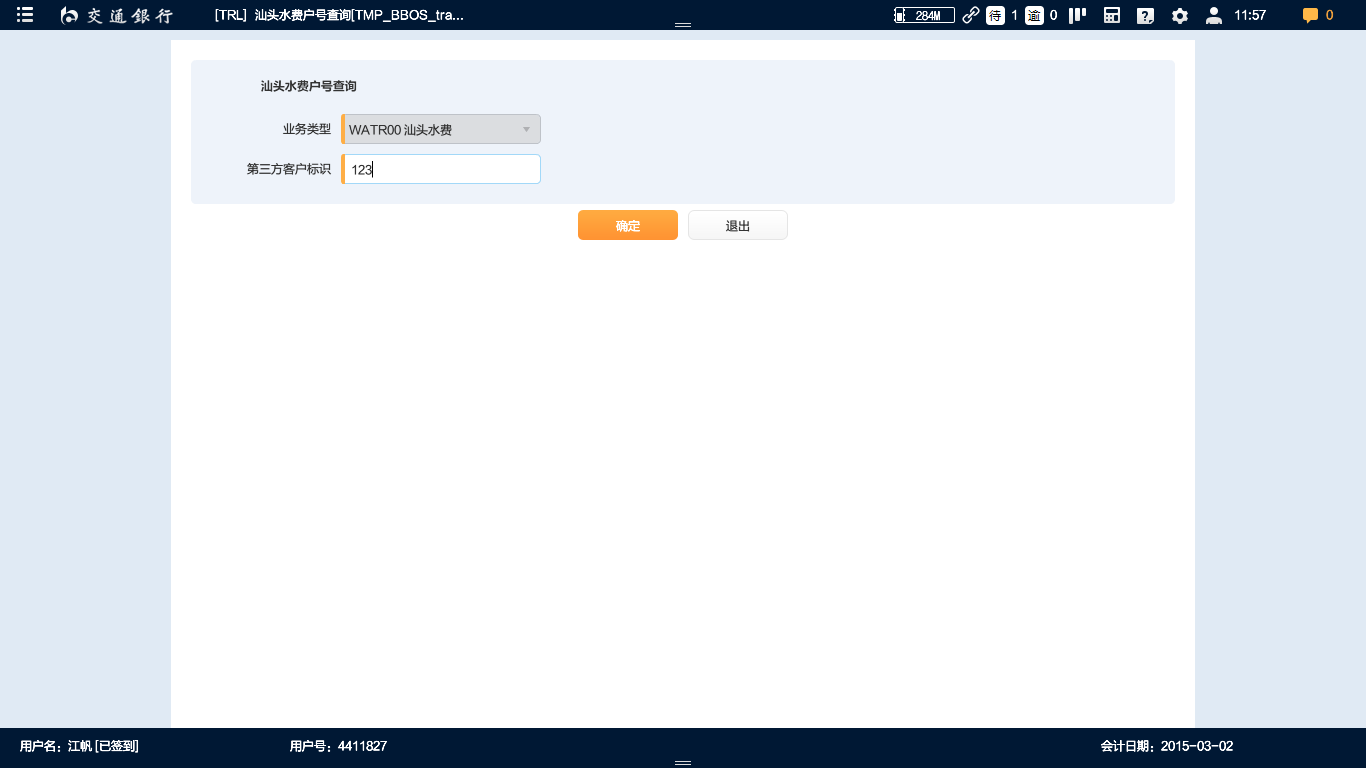 交通銀行 [TRL] 汕头水费户号查询[TMP_BBOS_tra... 284M 待 1 逾 0 11:57 0
汕头水费户号查询
业务类型 WATR00 汕头水费
第三方客户标识 123
确定 退出
用户名：江帆 [已签到] 用户号：4411827 会计日期：2015-03-02